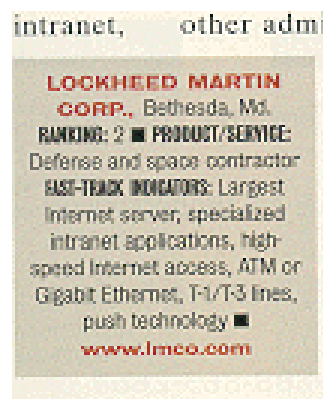 intranet, other adm
LOCKHEED MARTIN
CORP., Bethesda, Md.
RANKING: 2 ■ PRODUCT/SERVICE:
Defense and space contractor
FAST-TRACK INDICATORS: Largest
Internet server, specialized
intranet applications, high-
speed Internet access, ATM or
Gigabit Ethernet, T-1/T-3 lines,
push technology ■
www.lmco.com